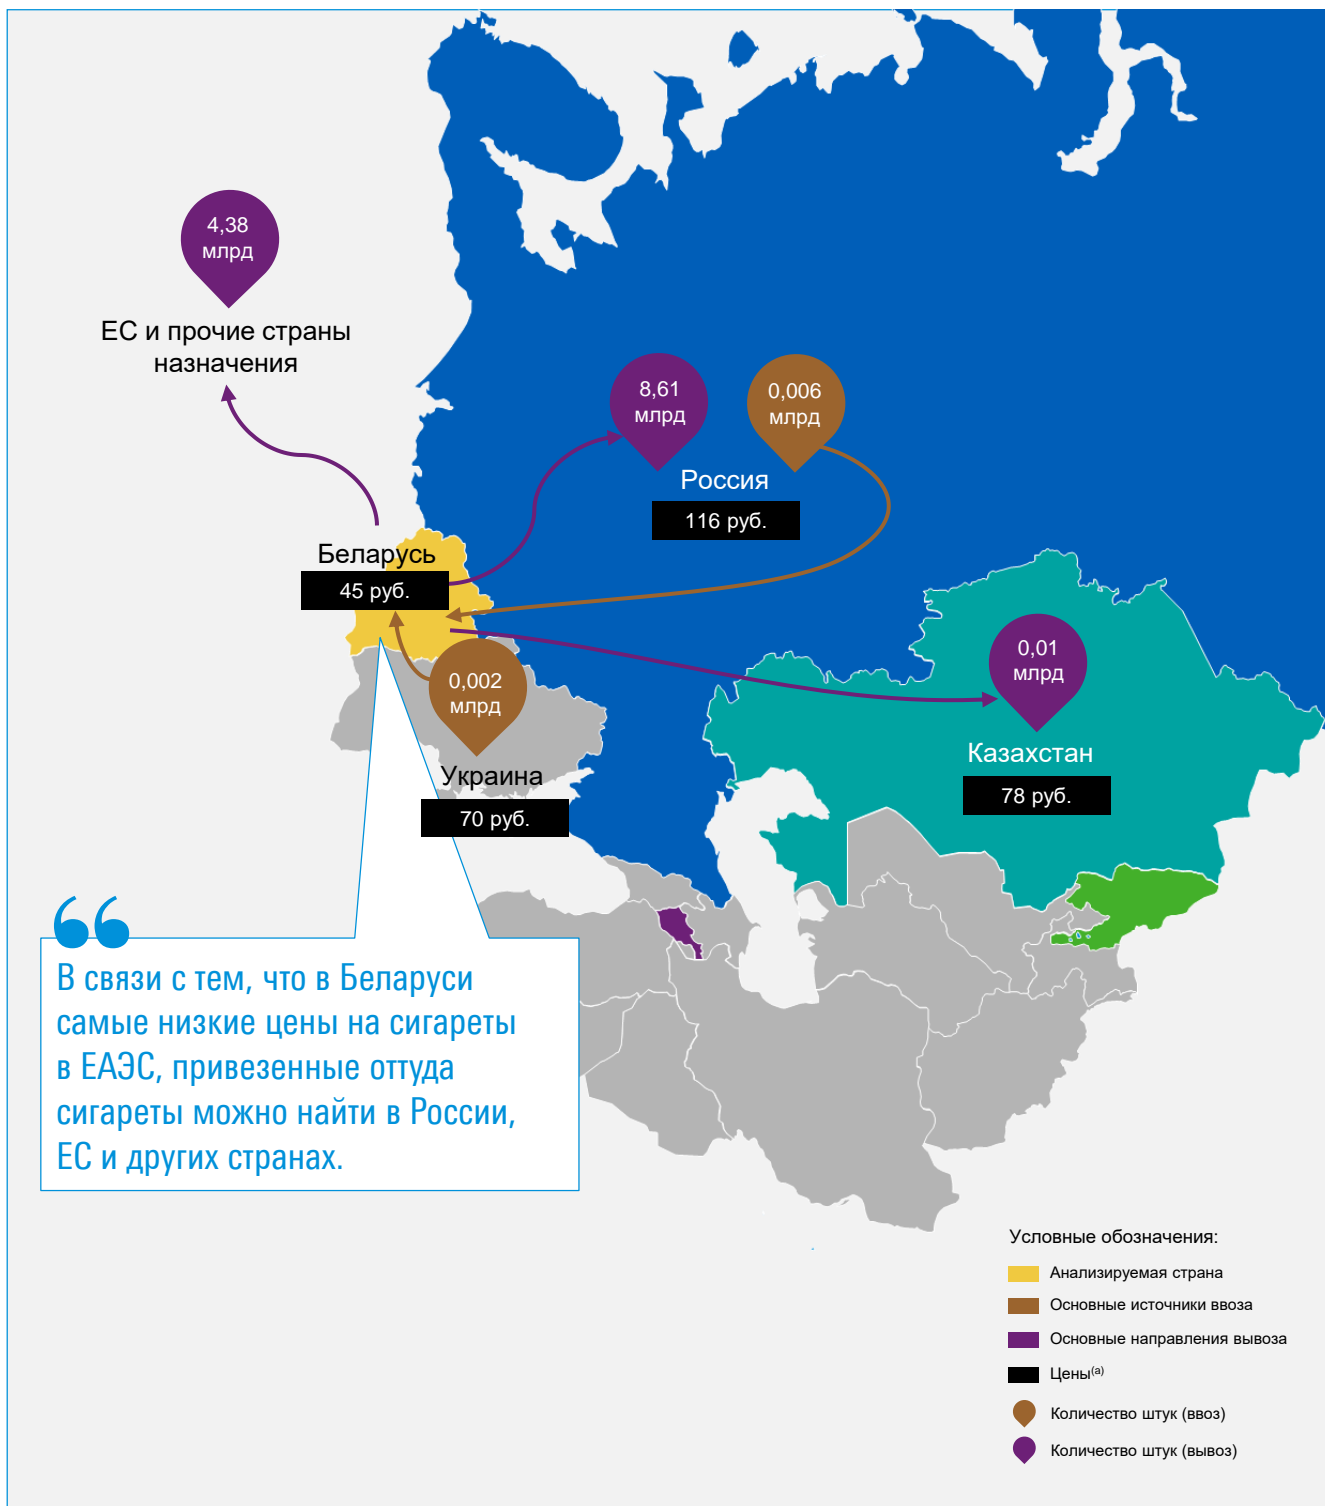 4,38
млрд
ЕС и прочие страны
назначения
8,61
млрд
0,006
млрд
Россия
116 руб.
Беларусь
45 руб.
0,002
млрд
Украина
70 руб.
0,01
млрд
Казахстан
78 руб.
В связи с тем, что в Беларуси
самые низкие цены на сигареты
в ЕАЭС, привезенные оттуда
сигареты можно найти в России,
ЕС и других странах.
Условные обозначения:
Анализируемая страна
Основные источники ввоза
Основные направления вывоза
Цены(а)
Количество штук (ввоз)
Количество штук (вывоз)